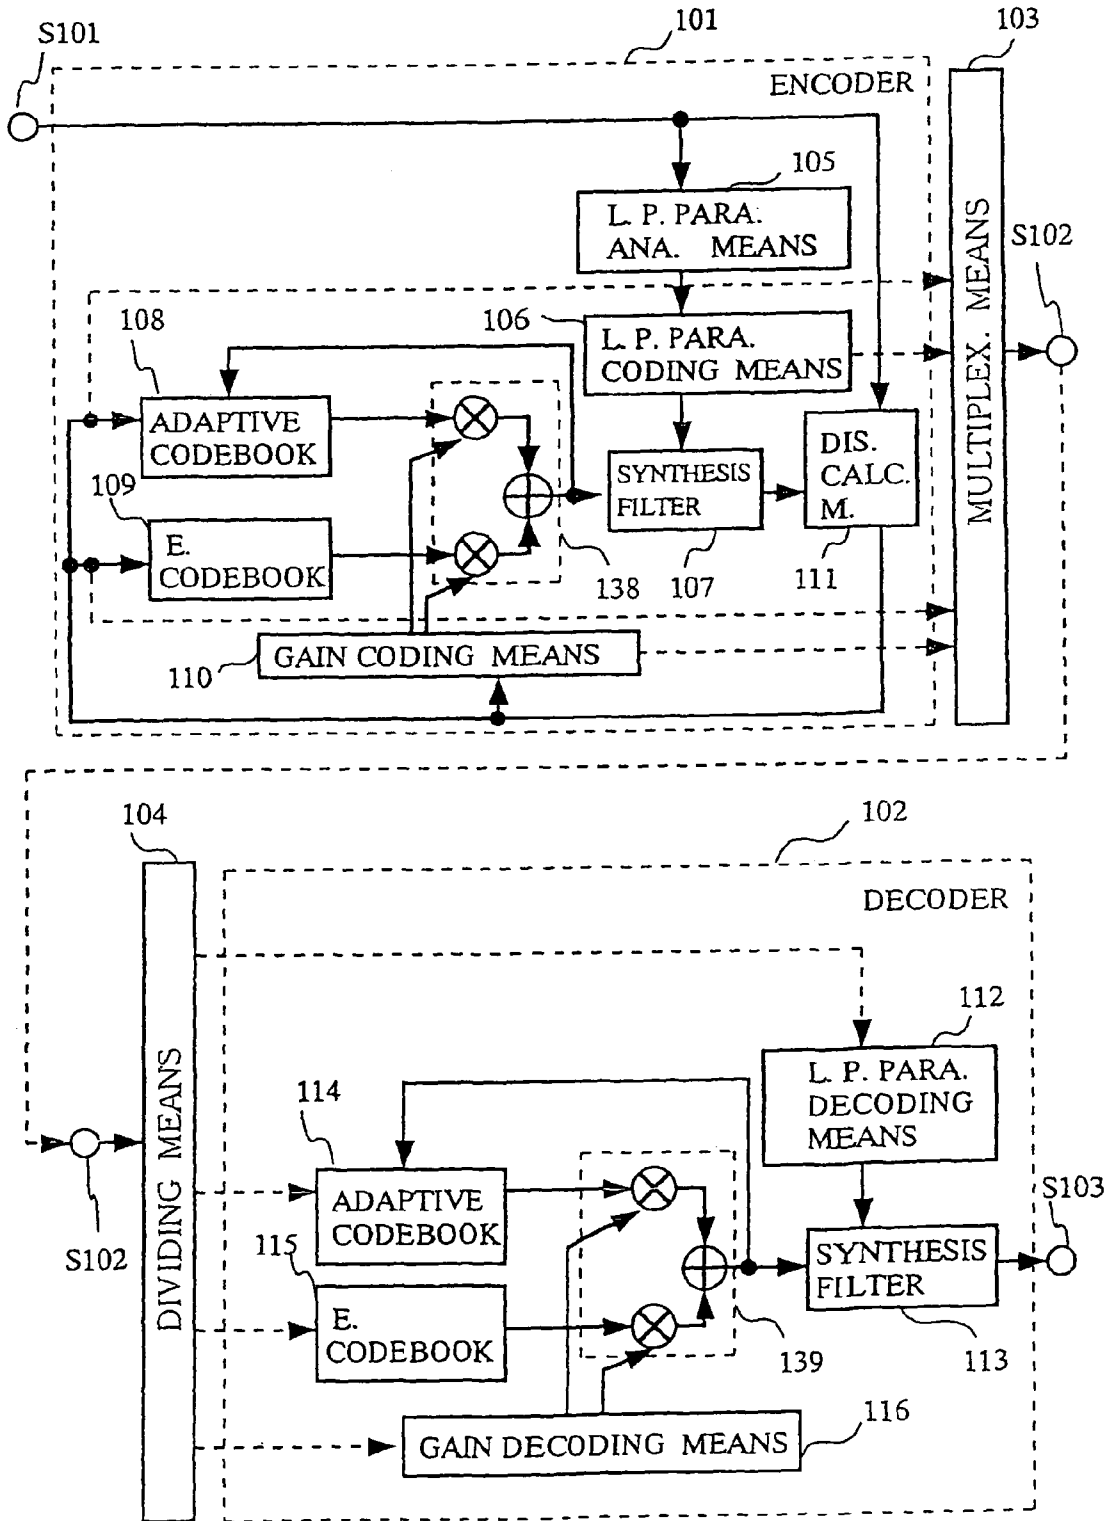 S101
101
103
ENCODER
105
L. P. PARA.
ANA. MEANS
MULTIPLEX. MEANS
S102
108
106
L. P. PARA.
CODING MEANS
ADAPTIVE
CODEBOOK
DIS.
CALC.
M.
SYNTHESIS
FILTER
109
E.
CODEBOOK
138
107
111
110
GAIN CODING MEANS
104
102
DECODER
112
L. P. PARA.
DECODING
MEANS
DIVIDING MEANS
114
ADAPTIVE
CODEBOOK
S102
S103
115
SYNTHESIS
FILTER
E.
CODEBOOK
139
113
116
GAIN DECODING MEANS